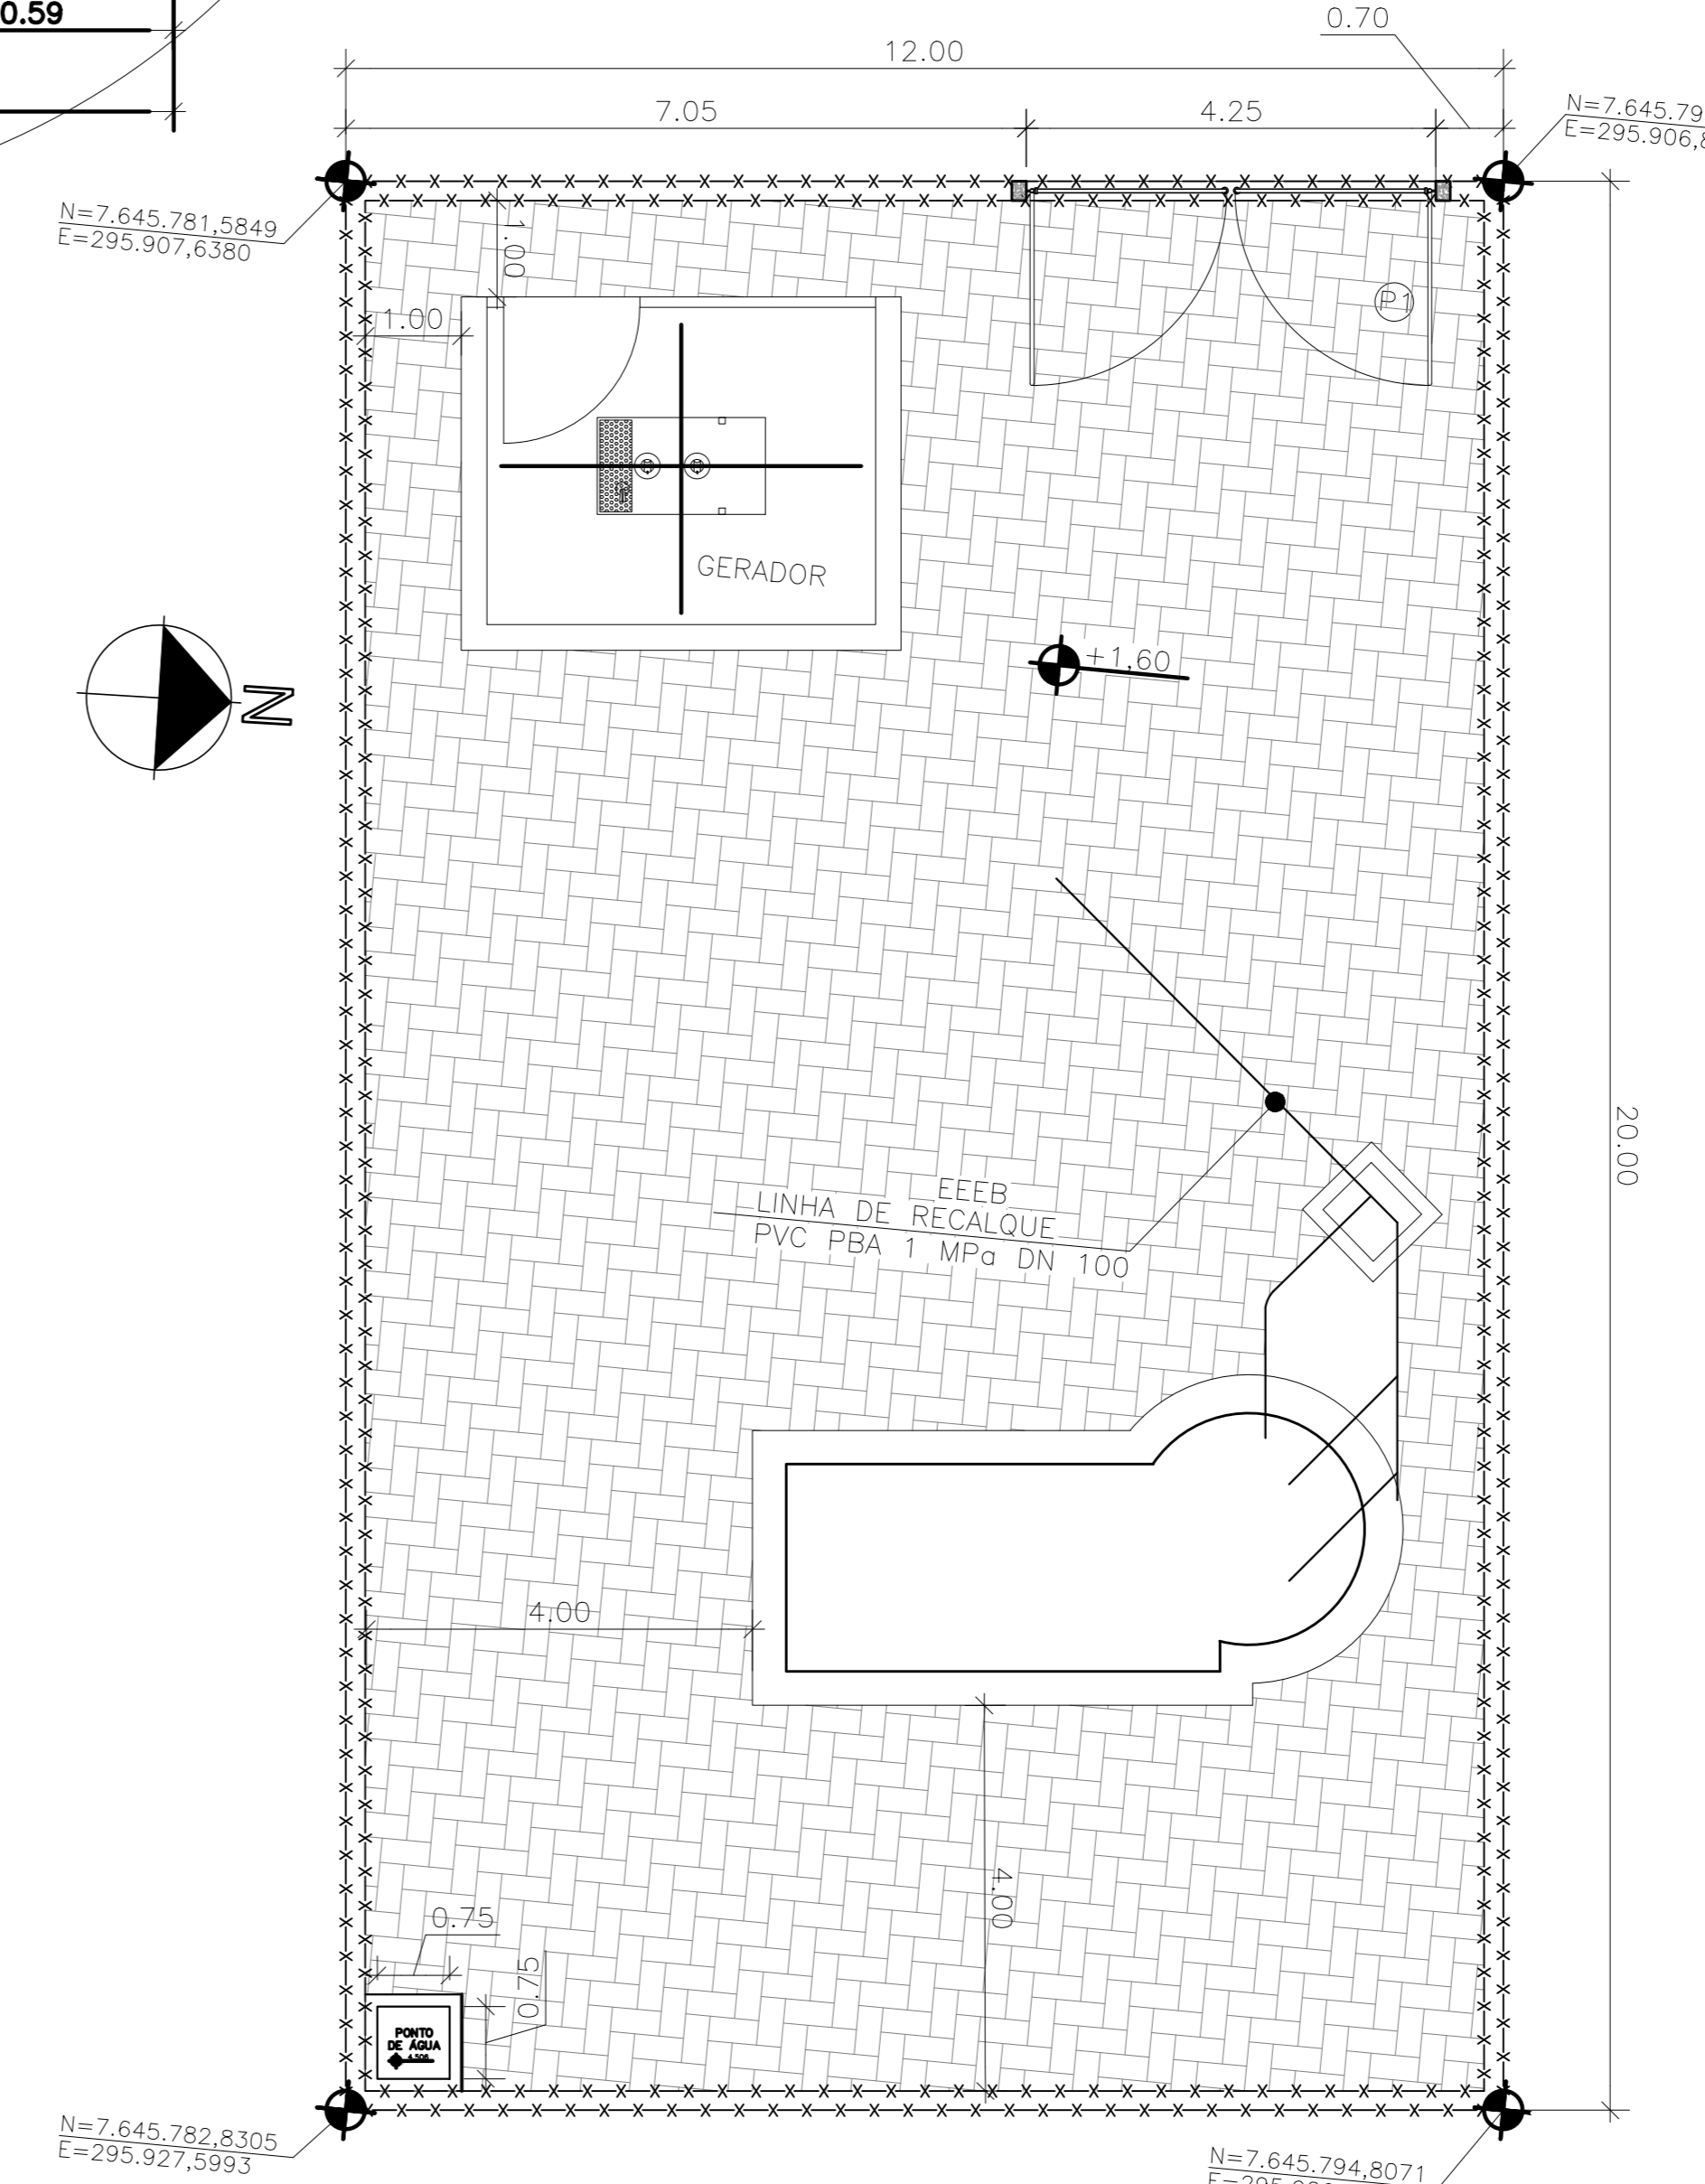 0.59
0.70
12.00
7.05
4.25
N=7.645.79
E=295.906,8
N=7.645.781,5849
E=295.907,6380
1.00
1.00
P1
GERADOR
+1,60
N
20.00
EEEB
LINHA DE RECALQUE
PVC PBA 1 MPa DN 100
4.00
4.00
0.75
0.75
PONTO
DE ÁGUA
N=7.645.782,8305
E=295.927,5993
N=7.645.794,8071